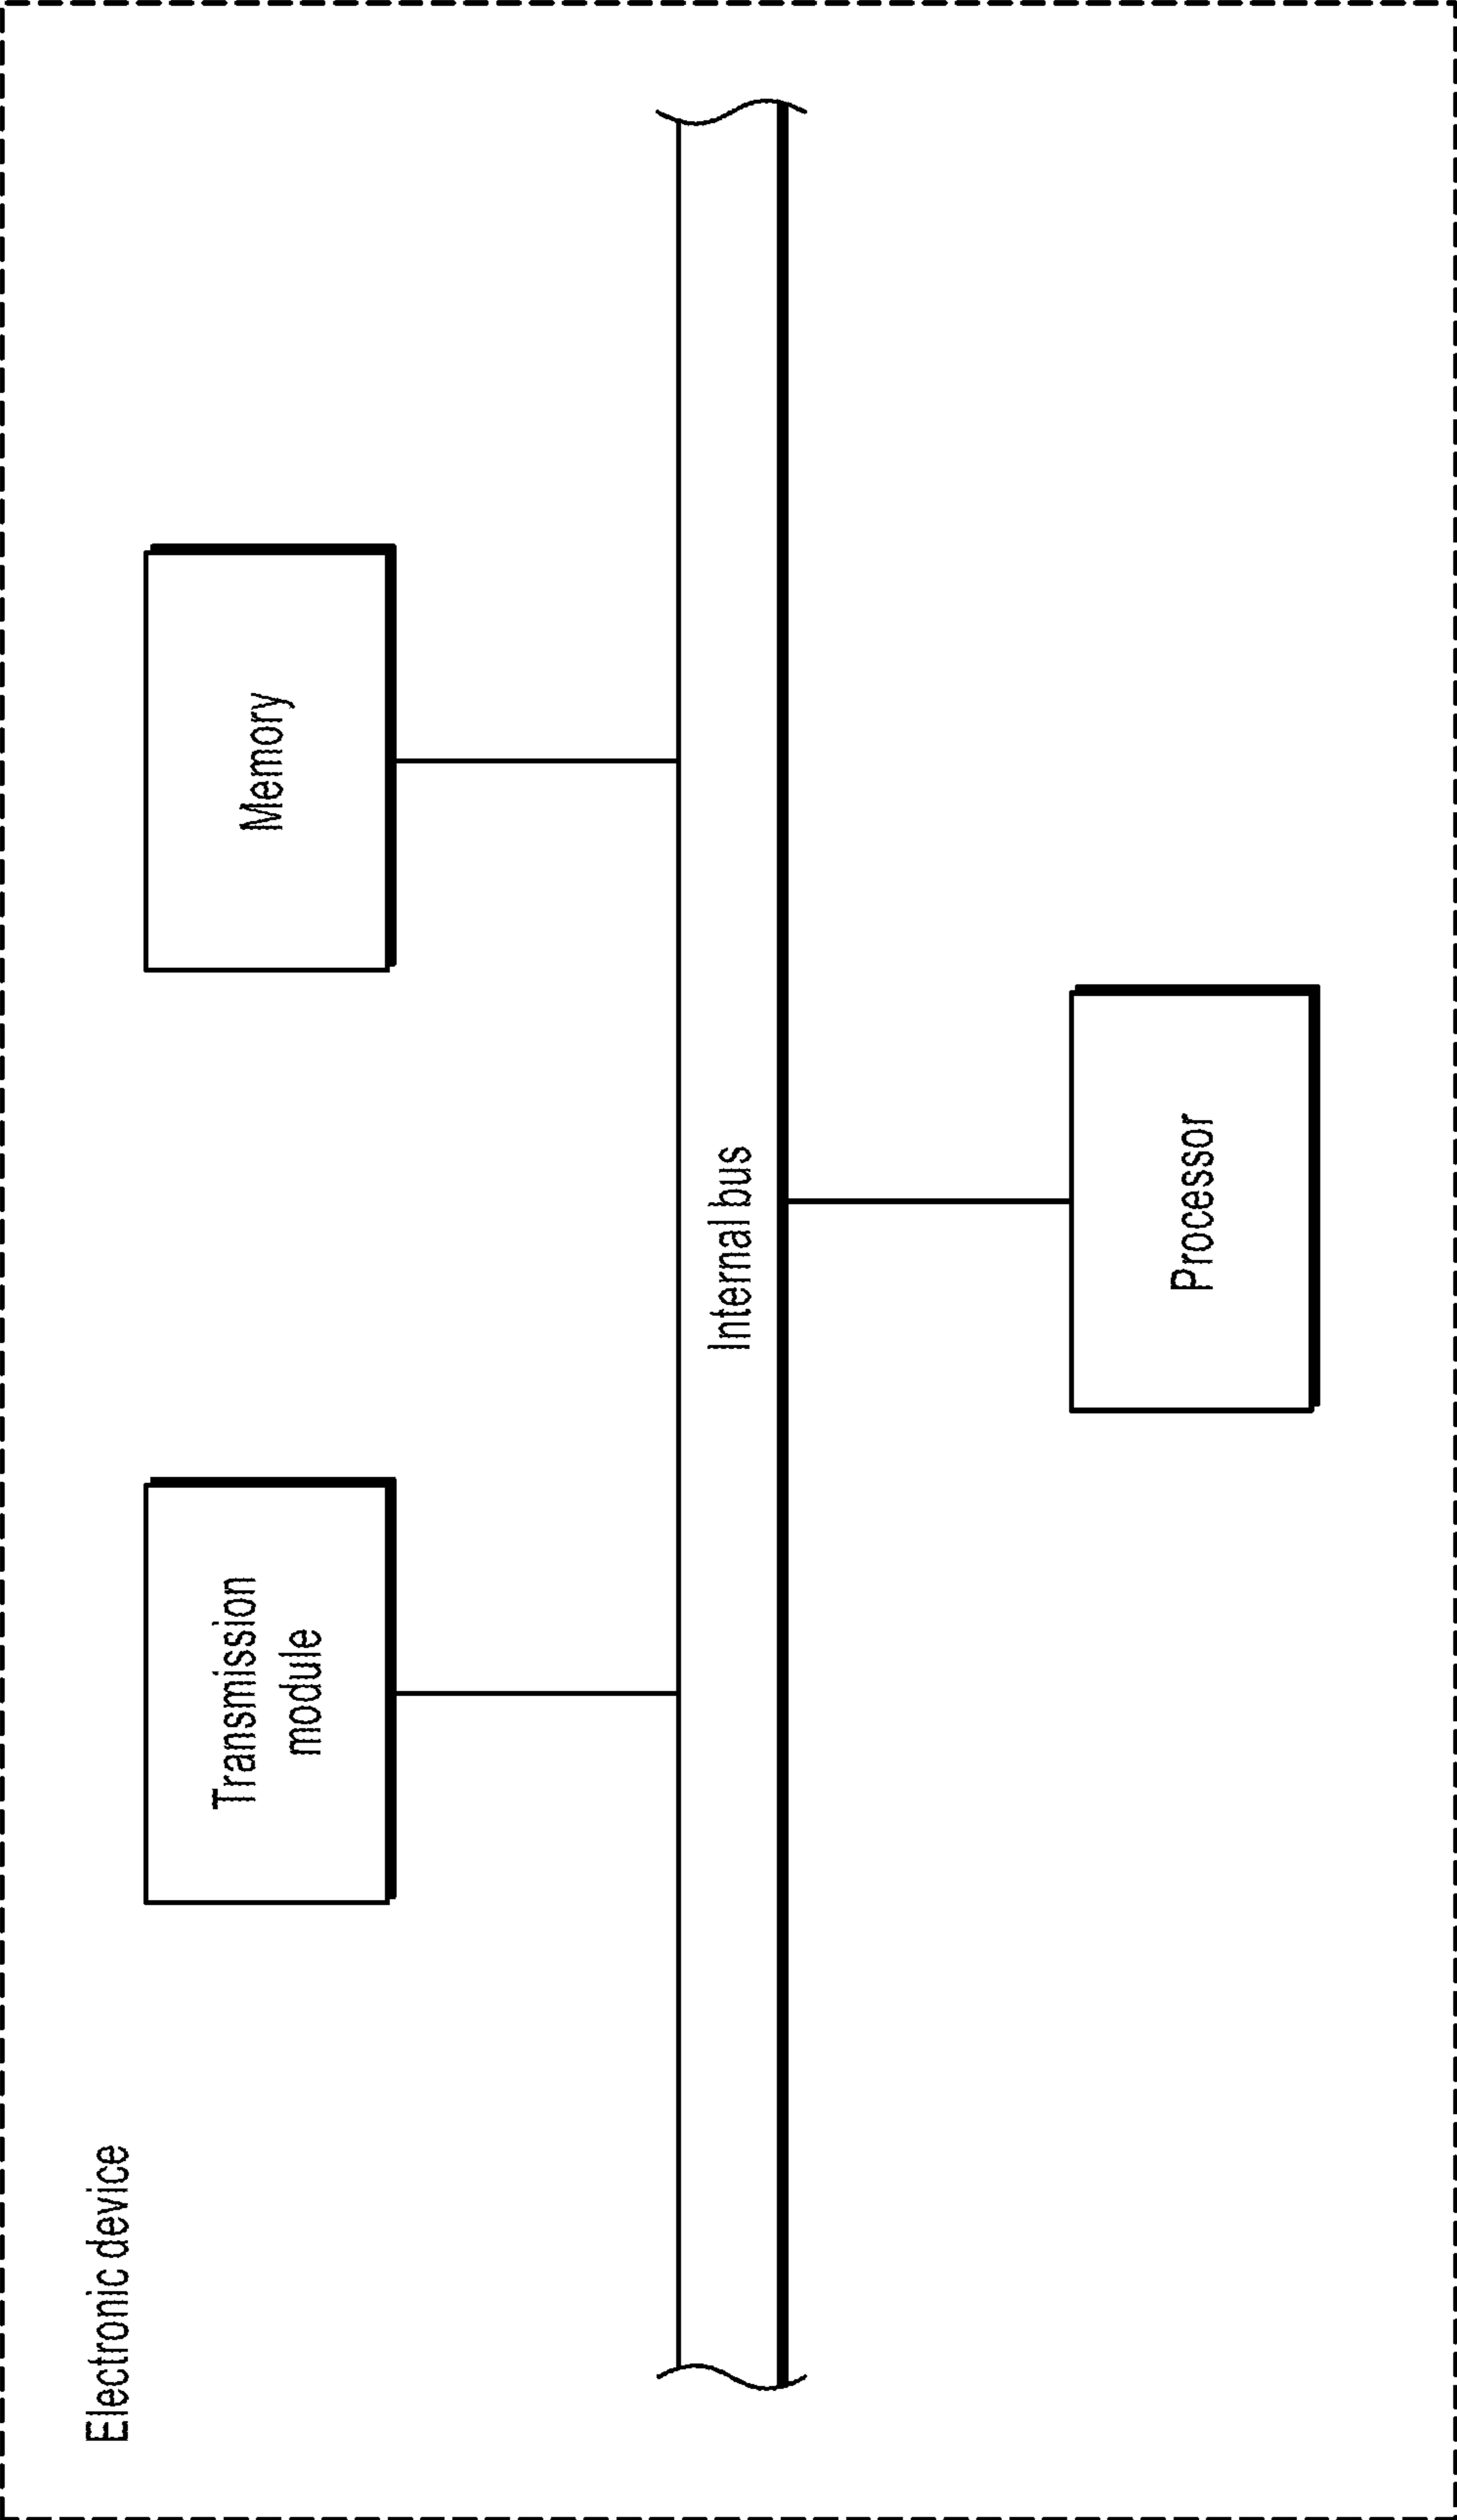 Electronic device
Transmission
module
Memory
Internal bus
Processor